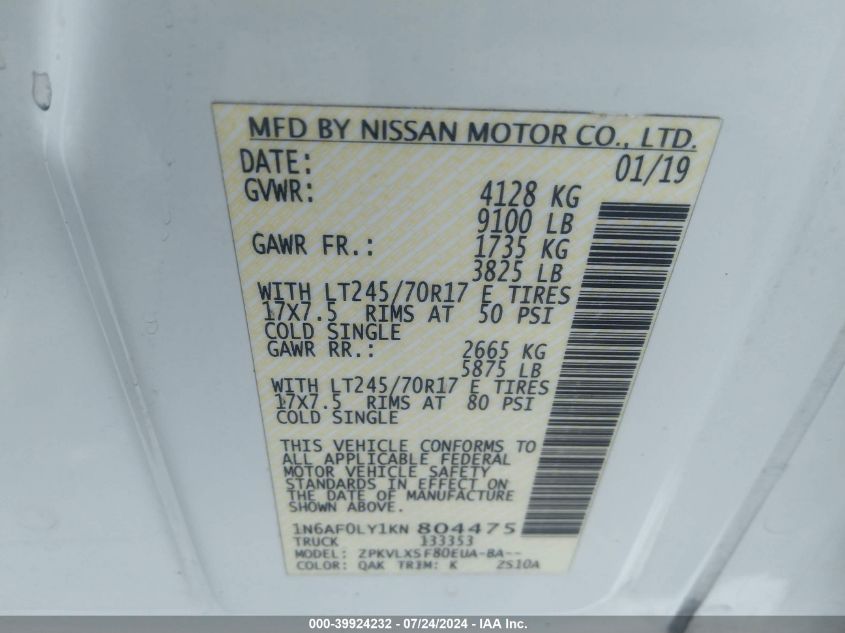 MFD BY NISSAN MOTOR CO., LTD.
DATE: 01/19
GVWR: 4128 KG
9100 LB
GAWR FR.: 1735 KG
3825 LB
WITH LT245/70R17 E TIRES
17X7.5 RIMS AT 50 PSI
COLD SINGLE
GAWR RR.: 2665 KG
5875 LB
WITH LT245/70R17 E TIRES
17X7.5 RIMS AT 80 PSI
COLD SINGLE
THIS VEHICLE CONFORMS TO
ALL APPLICABLE FEDERAL
MOTOR VEHICLE SAFETY
STANDARDS IN EFFECT ON
THE DATE OF MANUFACTURE
SHOWN ABOVE.
1N6AF0LY1KN 804475
TRUCK 133353
MODEL: ZPKVLXSF80EUA-BA--
COLOR: QAK TRIM: K ZS10A
000-39924232 - 07/24/2024 - IAA Inc.